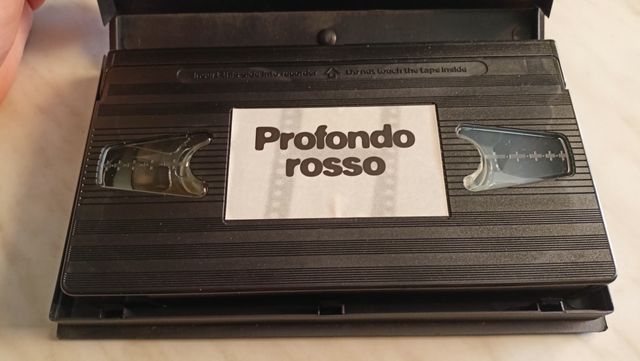 Insert this side into recorder Do not touch the tape inside
Profondo
rosso